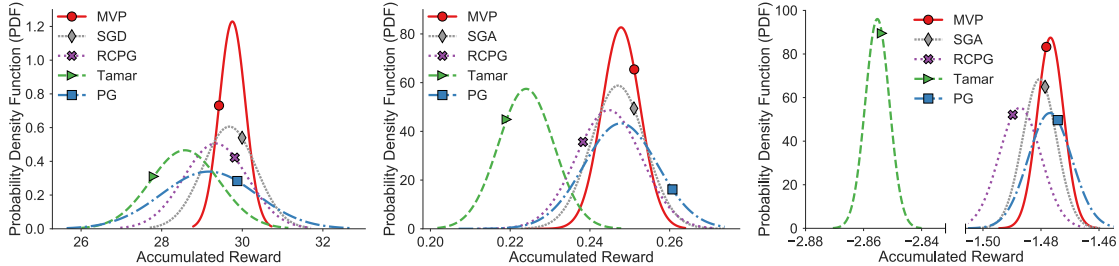 Probability Density Function (PDF)
1.2
1.0
0.8
0.6
0.4
0.2
0.0
26 28 30 32
Accumulated Reward
MVP
SGD
RCPG
Tamar
PG
Probability Density Function (PDF)
80
60
40
20
0
0.20 0.22 0.24 0.26
Accumulated Reward
MVP
SGA
RCPG
Tamar
PG
Probability Density Function (PDF)
100
80
60
40
20
0
−2.88 −2.86 −2.84 −1.50 −1.48 −1.46
Accumulated Reward
MVP
SGA
RCPG
Tamar
PG